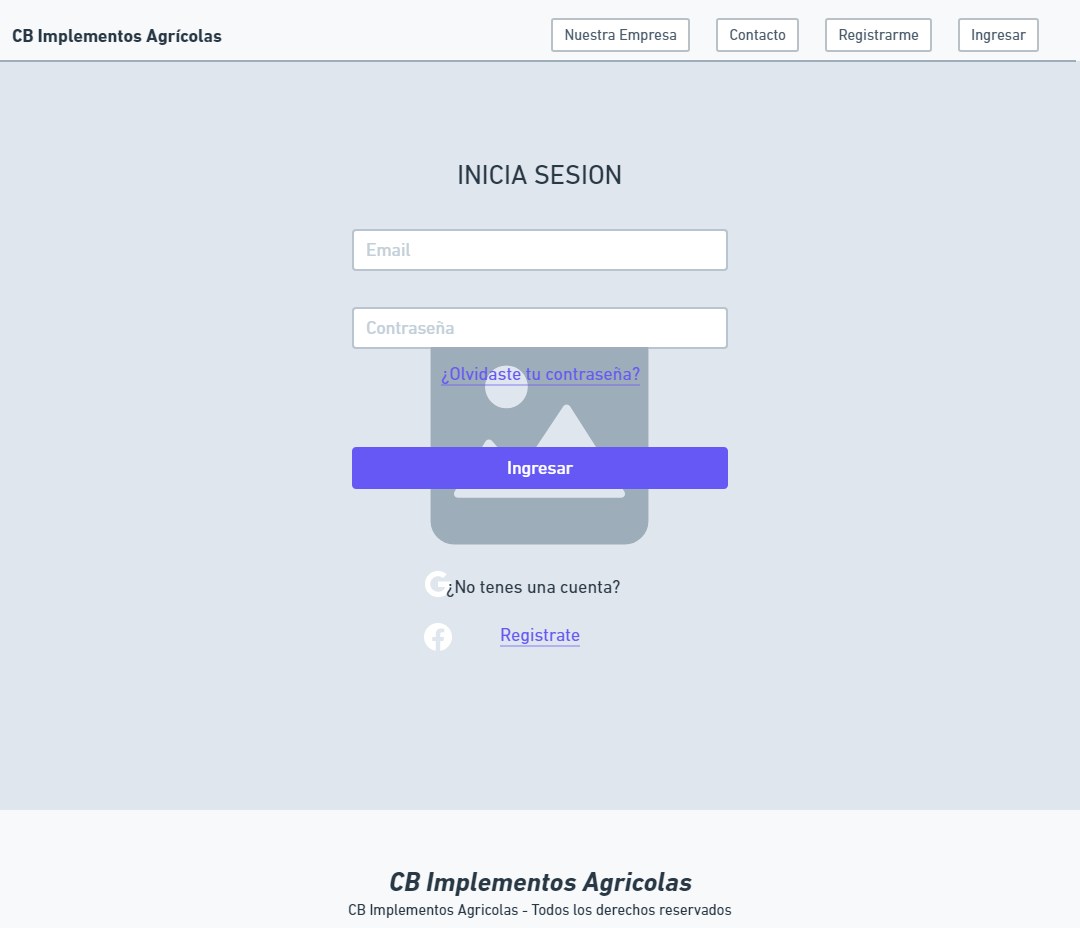 CB Implementos Agrícolas
Nuestra Empresa
Contacto
Registrarme
Ingresar
INICIA SESION
Email
Contraseña
¿Olvidaste tu contraseña?
Ingresar
¿No tenes una cuenta?
Registrate
CB Implementos Agricolas
CB Implementos Agricolas - Todos los derechos reservados